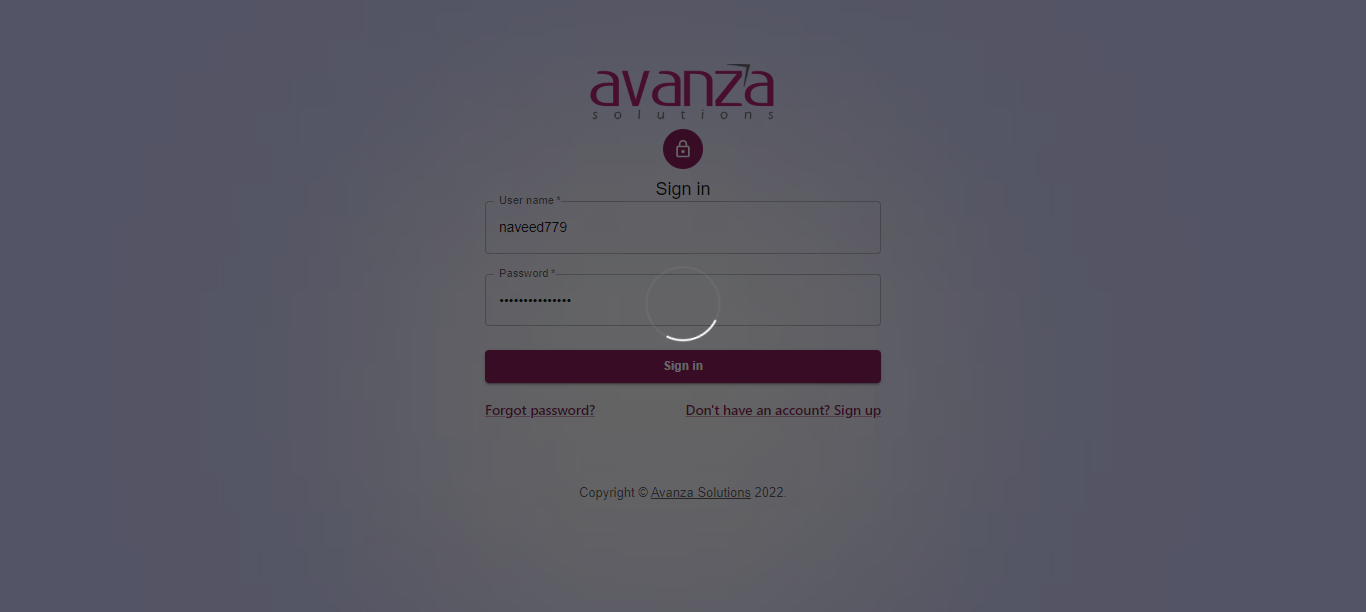 avanza
solutions
Sign in
User name *
naveed779
Password *
•••••••••••••••
Sign in
Forgot password? Don't have an account? Sign up
Copyright © Avanza Solutions 2022.